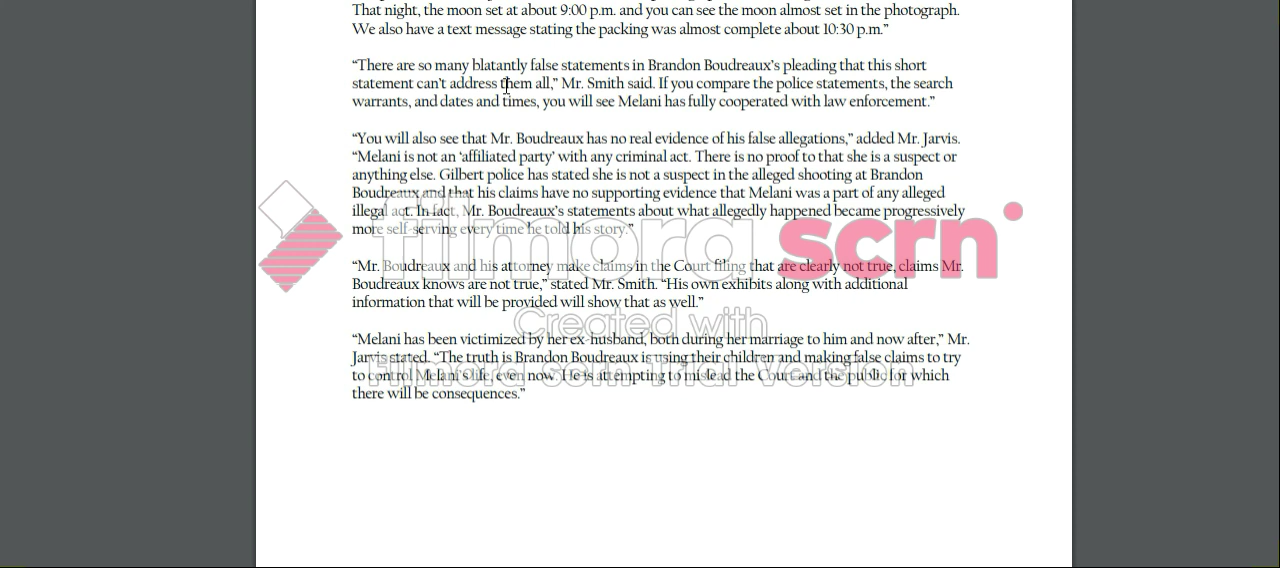 That night, the moon set at about 9:00 p.m. and you can see the moon almost set in the photograph.
We also have a text message stating the packing was almost complete about 10:30 p.m.”
“There are so many blatantly false statements in Brandon Boudreaux’s pleading that this short
statement can’t address them all,” Mr. Smith said. If you compare the police statements, the search
warrants, and dates and times, you will see Melani has fully cooperated with law enforcement.”
“You will also see that Mr. Boudreaux has no real evidence of his false allegations,” added Mr. Jarvis.
“Melani is not an ‘affiliated party’ with any criminal act. There is no proof to that she is a suspect or
anything else. Gilbert police has stated she is not a suspect in the alleged shooting at Brandon
Boudreaux and that his claims have no supporting evidence that Melani was a part of any alleged
illegal act. In fact, Mr. Boudreaux’s statements about what allegedly happened became progressively
more self-serving every time he told his story.”
filmora scrn
“Mr. Boudreaux and his attorney make claims in the Court filing that are clearly not true, claims Mr.
Boudreaux knows are not true,” stated Mr. Smith. “His own exhibits along with additional
information that will be provided will show that as well.”
Created with
“Melani has been victimized by her ex-husband, both during her marriage to him and now after,” Mr.
Jarvis stated. “The truth is Brandon Boudreaux is using their children and making false claims to try
to control Melani’s life, even now. He is attempting to mislead the Court and the public for which
Filmora scrn Trial Version
there will be consequences.”